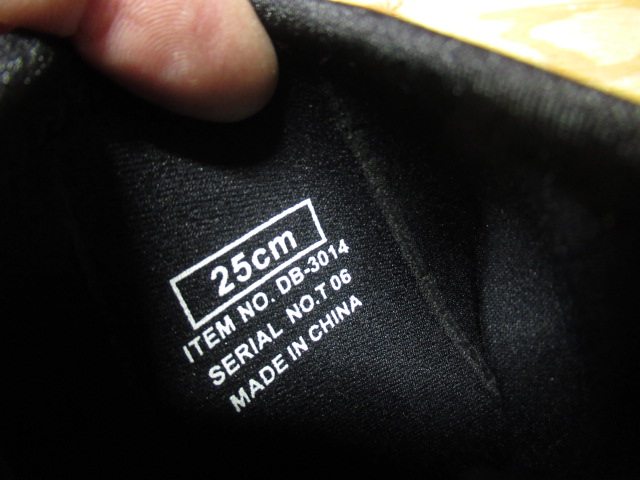 25cm
ITEM NO. DB-3014
SERIAL NO.T 06
MADE IN CHINA